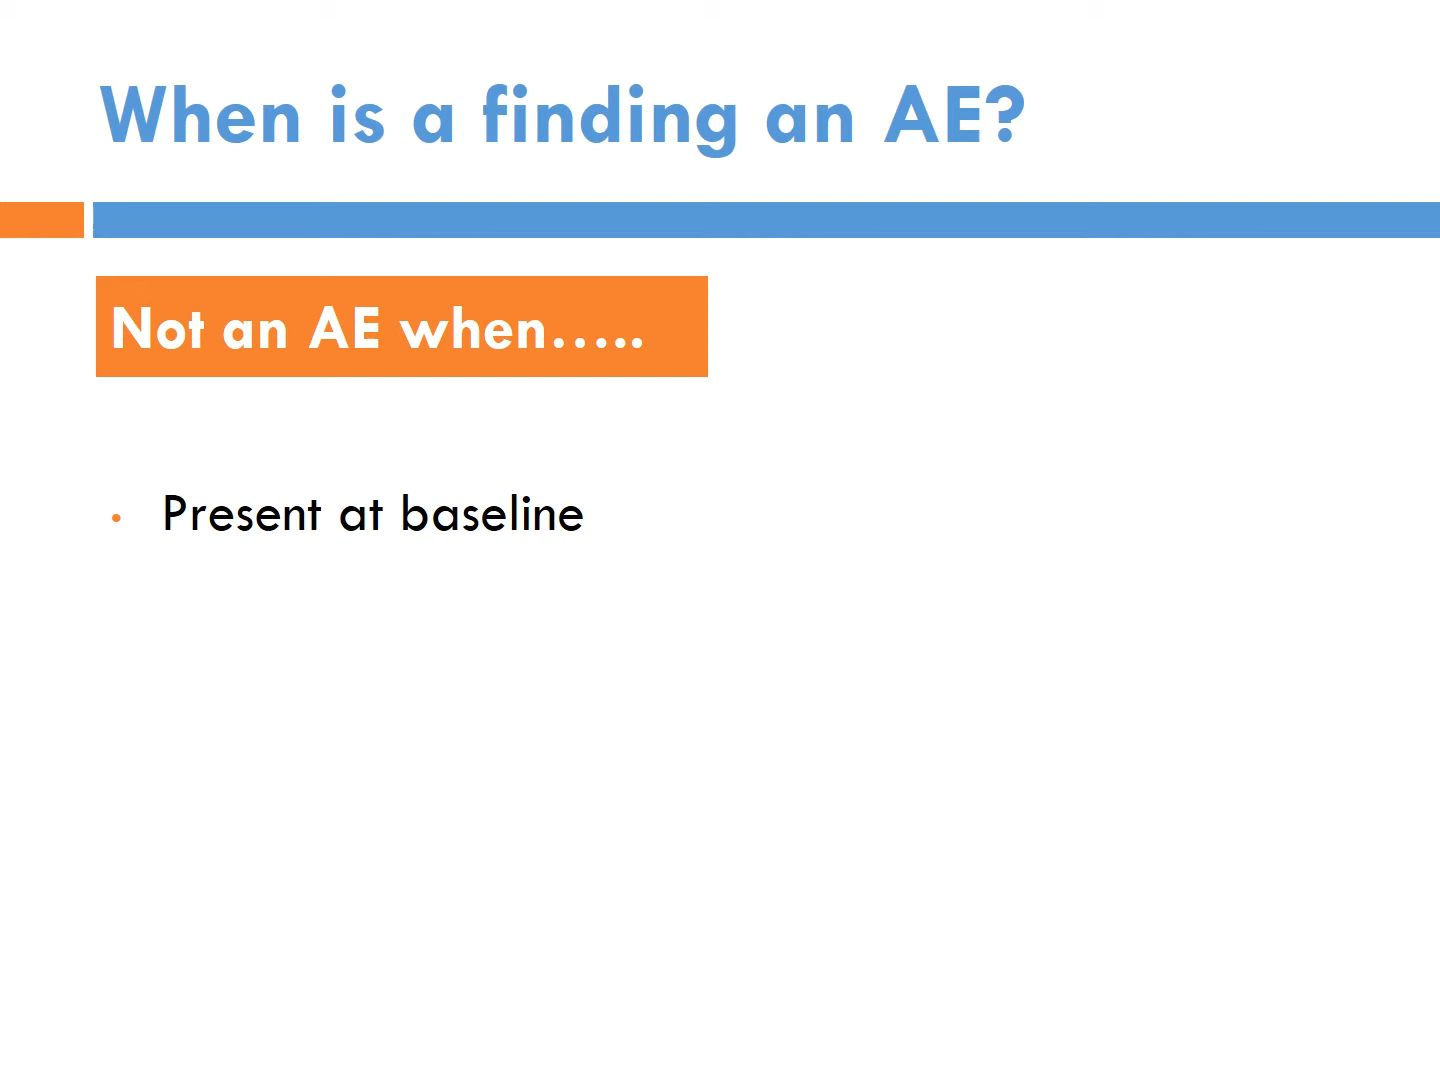 When is a finding an AE?
Not an AE when.....
• Present at baseline